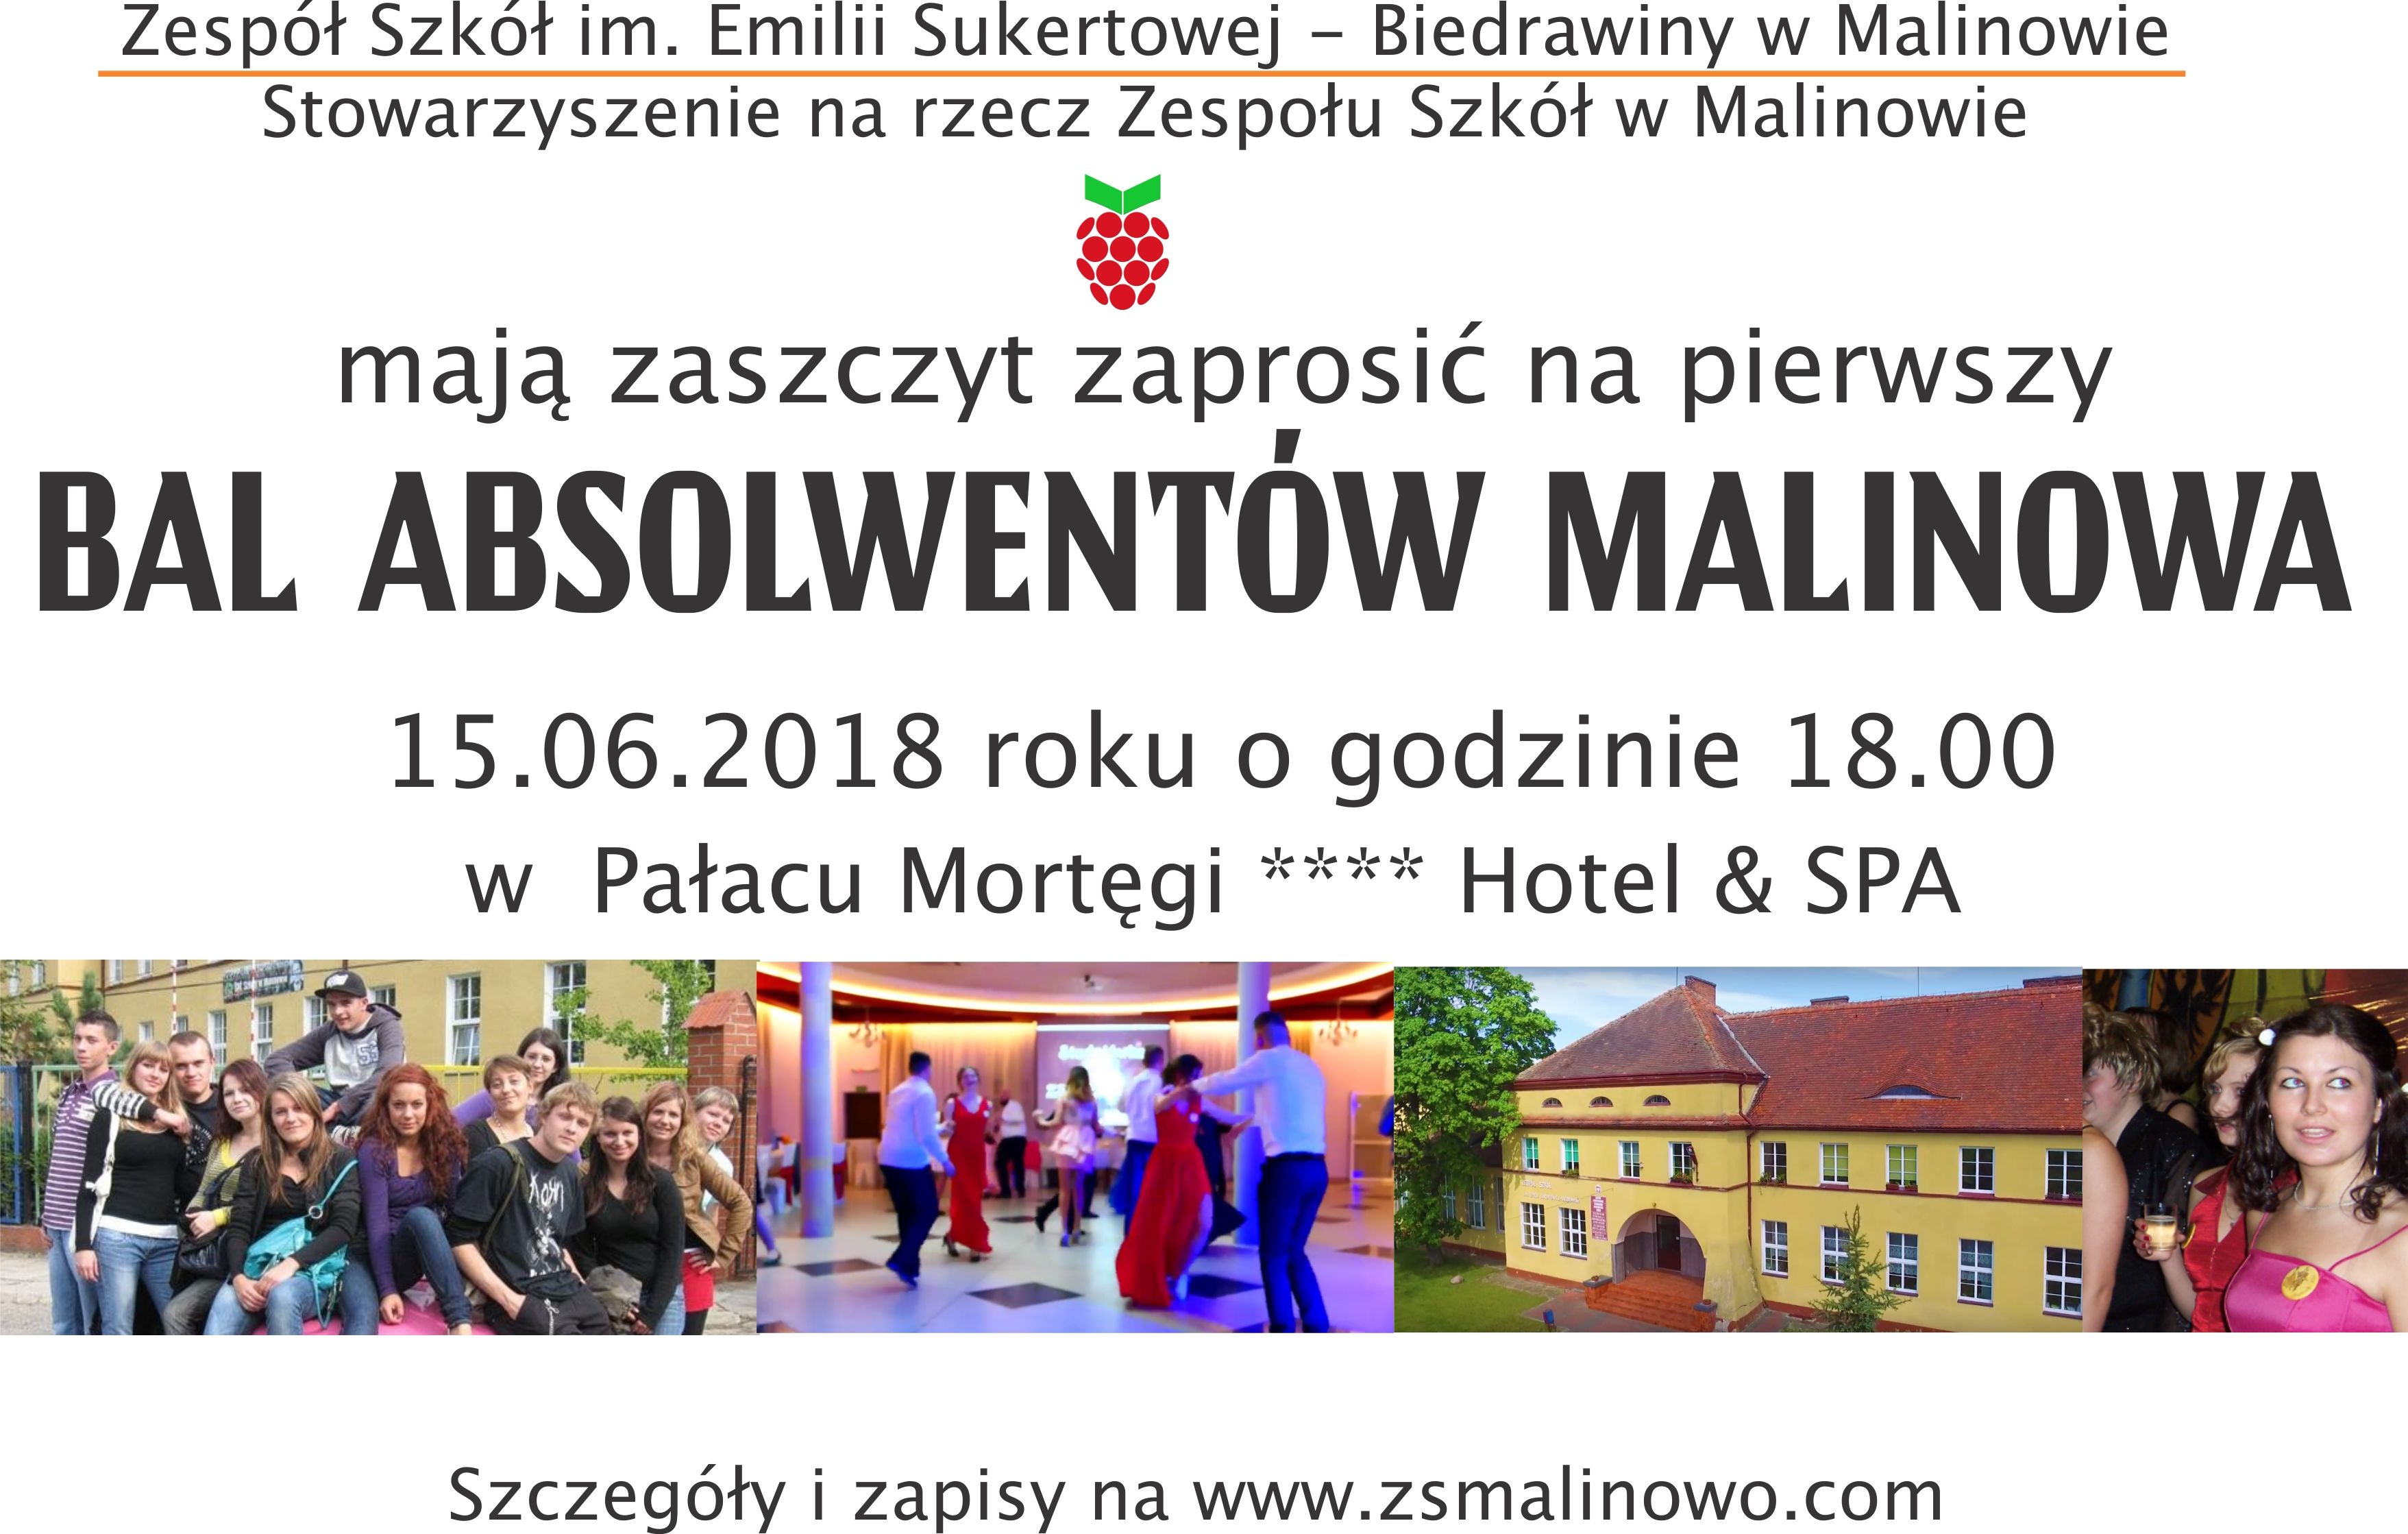 Zespół Szkół im. Emilii Sukertowej – Biedrawiny w Malinowie
Stowarzyszenie na rzecz Zespołu Szkół w Malinowie
mają zaszczyt zaprosić na pierwszy
BAL ABSOLWENTÓW MALINOWA
15.06.2018 roku o godzinie 18.00
w Pałacu Mortęgi **** Hotel & SPA
Szczegóły i zapisy na www.zsmalinowo.com